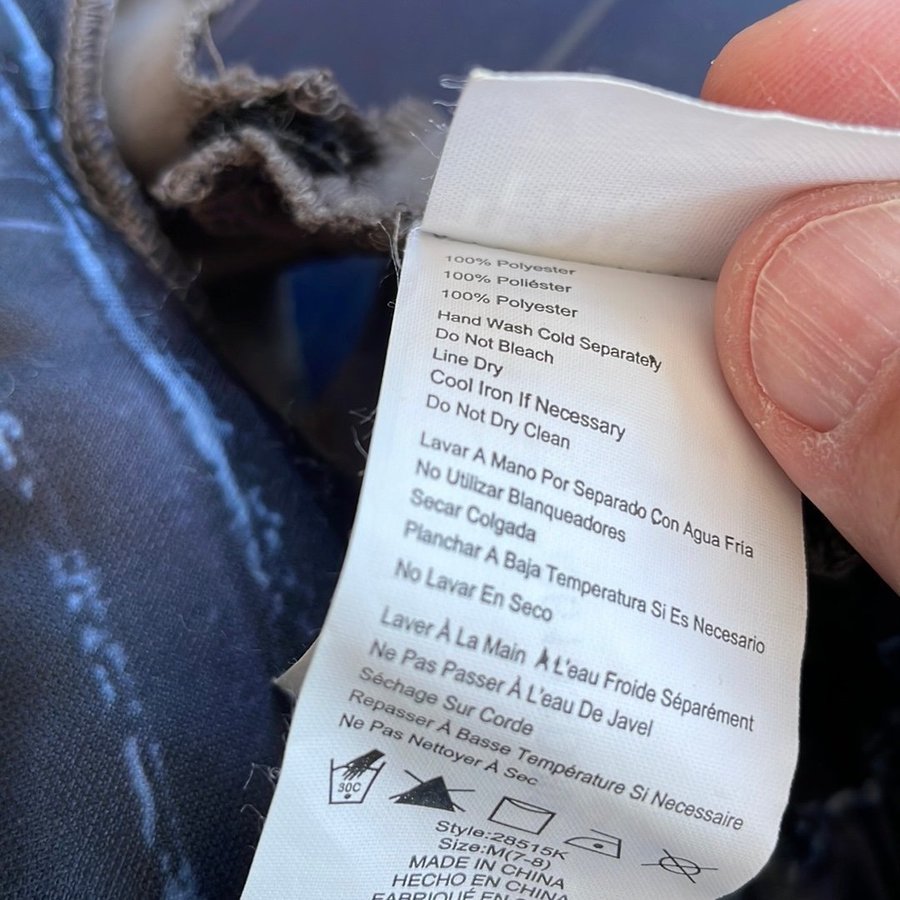 100% Polyester
100% Poliéster
100% Polyester
Hand Wash Cold Separately
Do Not Bleach
Line Dry
Cool Iron If Necessary
Do Not Dry Clean
Lavar A Mano Por Separado Con Agua Fria
No Utilizar Blanqueadores
Secar Colgada
Planchar A Baja Temperatura Si Es Necesario
No Lavar En Seco
Laver À La Main À L'eau Froide Séparément
Ne Pas Passer À L'eau De Javel
Séchage Sur Corde
Repasser À Basse Température Si Necessaire
Ne Pas Nettoyer À Sec
30C
Style:28515K
Size:M(7-8)
MADE IN CHINA
HECHO EN CHINA
FABRIQUÉ EN